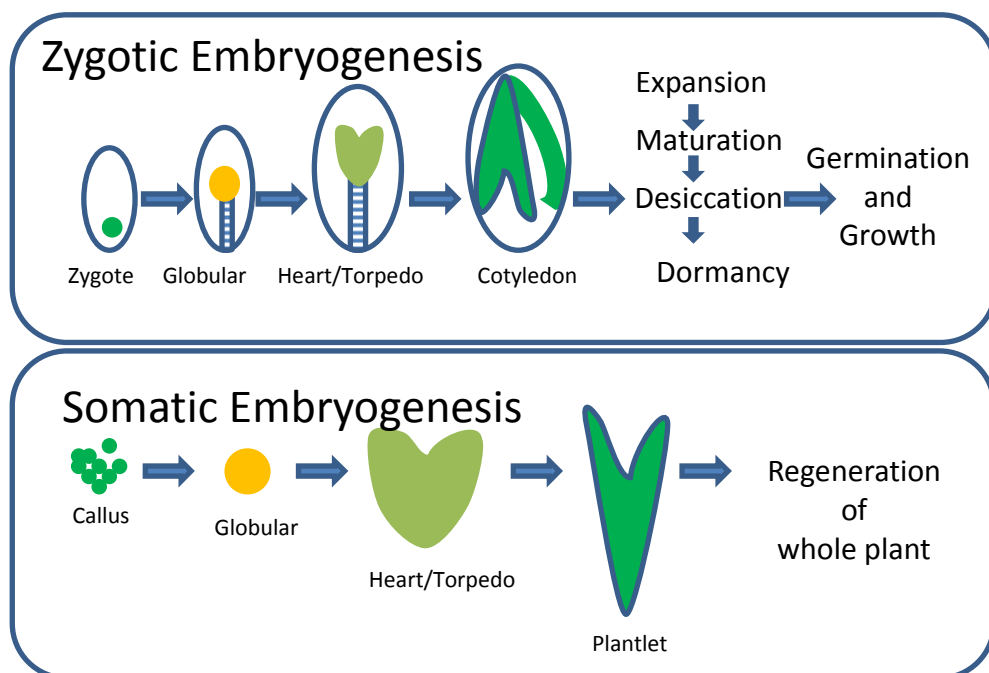 Zygotic Embryogenesis
Zygote
Globular
Heart/Torpedo
Cotyledon
Expansion
Maturation
Desiccation
Dormancy
Germination
and
Growth
Somatic Embryogenesis
Callus
Globular
Heart/Torpedo
Plantlet
Regeneration
of
whole plant